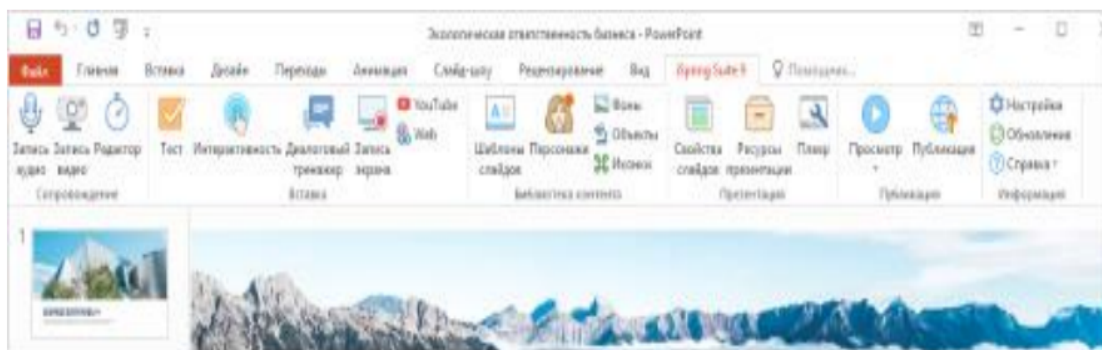 Экологическая ответственность бизнеса - PowerPoint
Файл Главная Вставка Дизайн Переходы Анимация Слайд-шоу Рецензирование Вид iSpring Suite 9 Помощник...
Запись аудио
Запись видео
Редактор
Сопровождение
Тест
Интерактивность
Диалоговый тренажер
Запись экрана
YouTube
Web
Вставка
Шаблоны слайдов
Персонажи
Фоны
Объекты
Иконки
Библиотека контента
Свойства слайдов
Ресурсы презентации
Плеер
Презентация
Просмотр
Публикация
Публикация
Настройки
Обновления
Справка
Информация
1